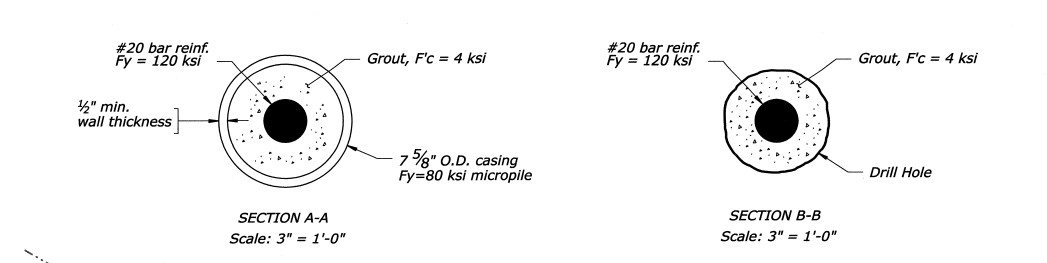 #20 bar reinf.
Fy = 120 ksi
Grout, F'c = 4 ksi
½" min.
wall thickness
7 ⅝" O.D. casing
Fy=80 ksi micropile
SECTION A-A
Scale: 3" = 1'-0"
#20 bar reinf.
Fy = 120 ksi
Grout, F'c = 4 ksi
Drill Hole
SECTION B-B
Scale: 3" = 1'-0"